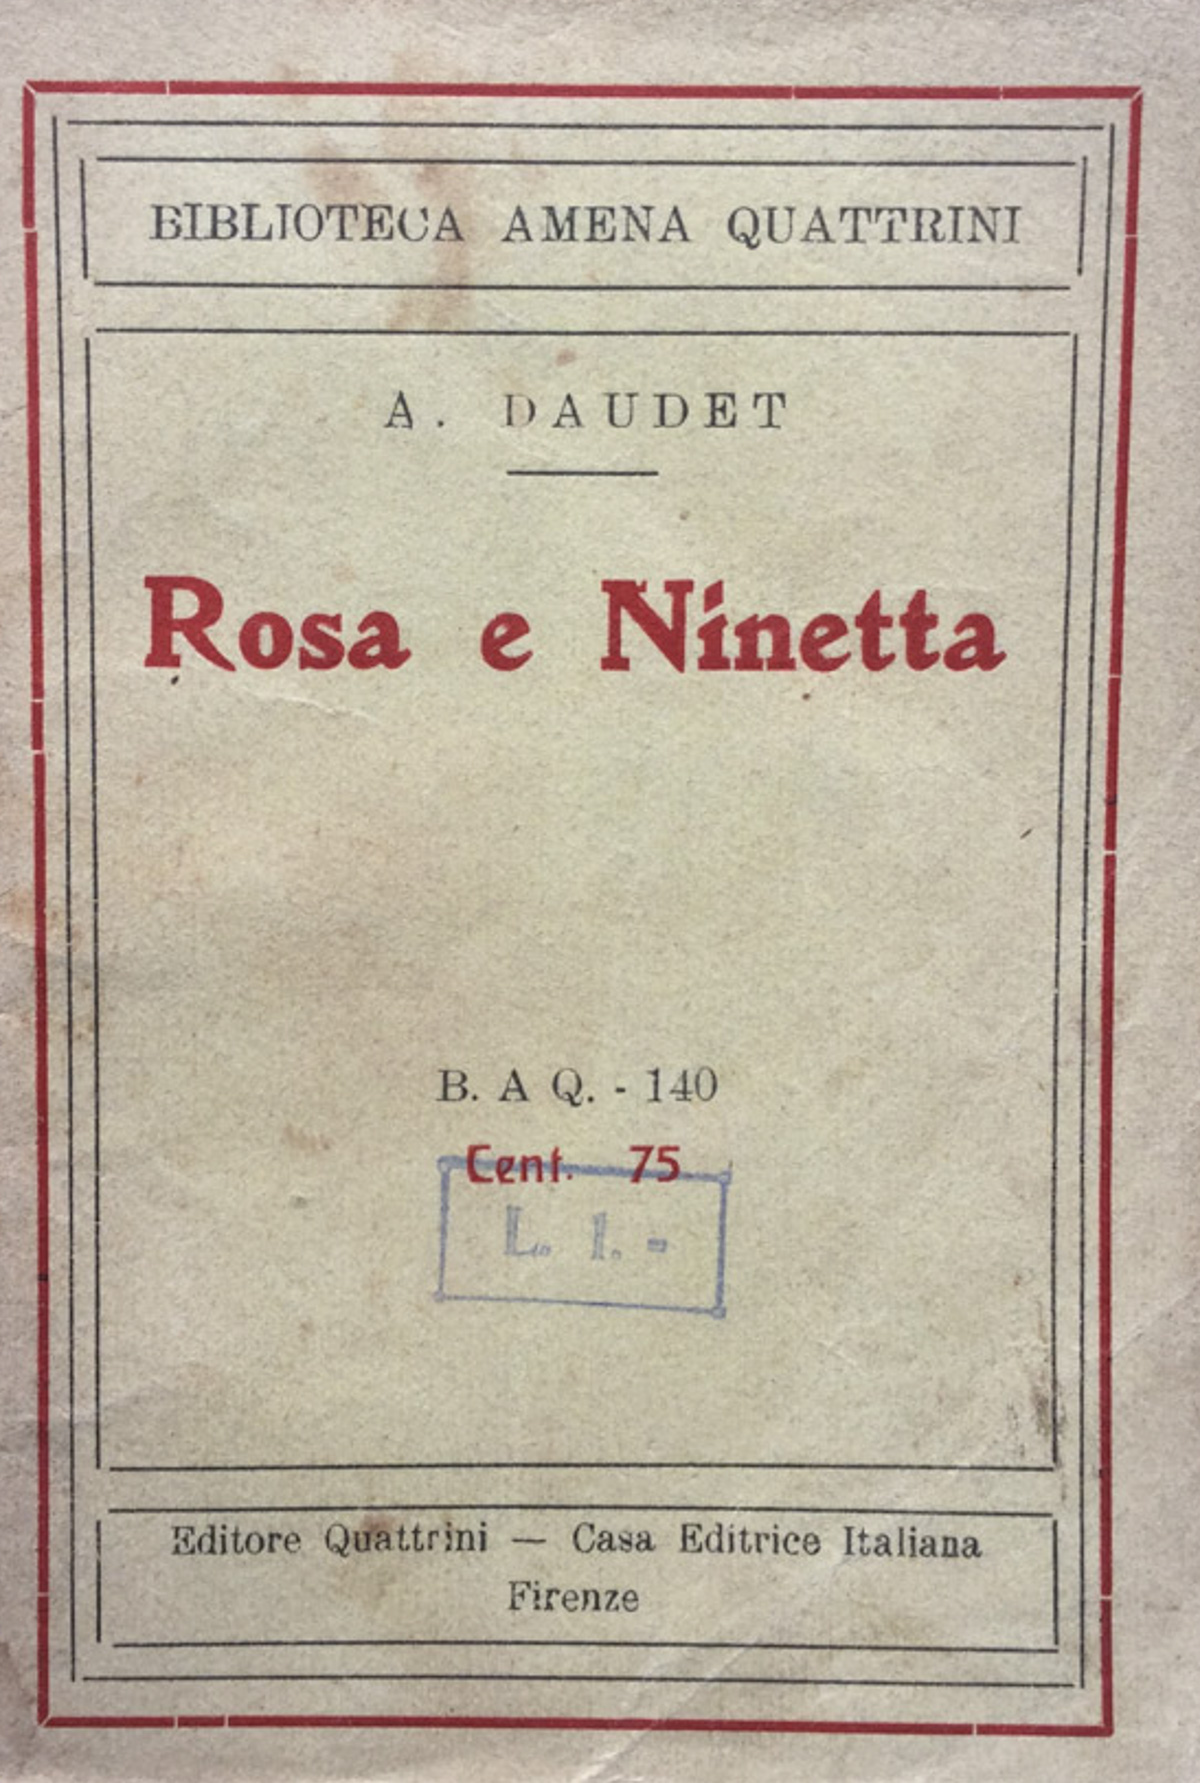 BIBLIOTECA AMENA QUATTRINI
A. DAUDET
Rosa e Ninetta
B. A Q. - 140
Cent. 75
L. 1. -
Editore Quattrini — Casa Editrice Italiana
Firenze